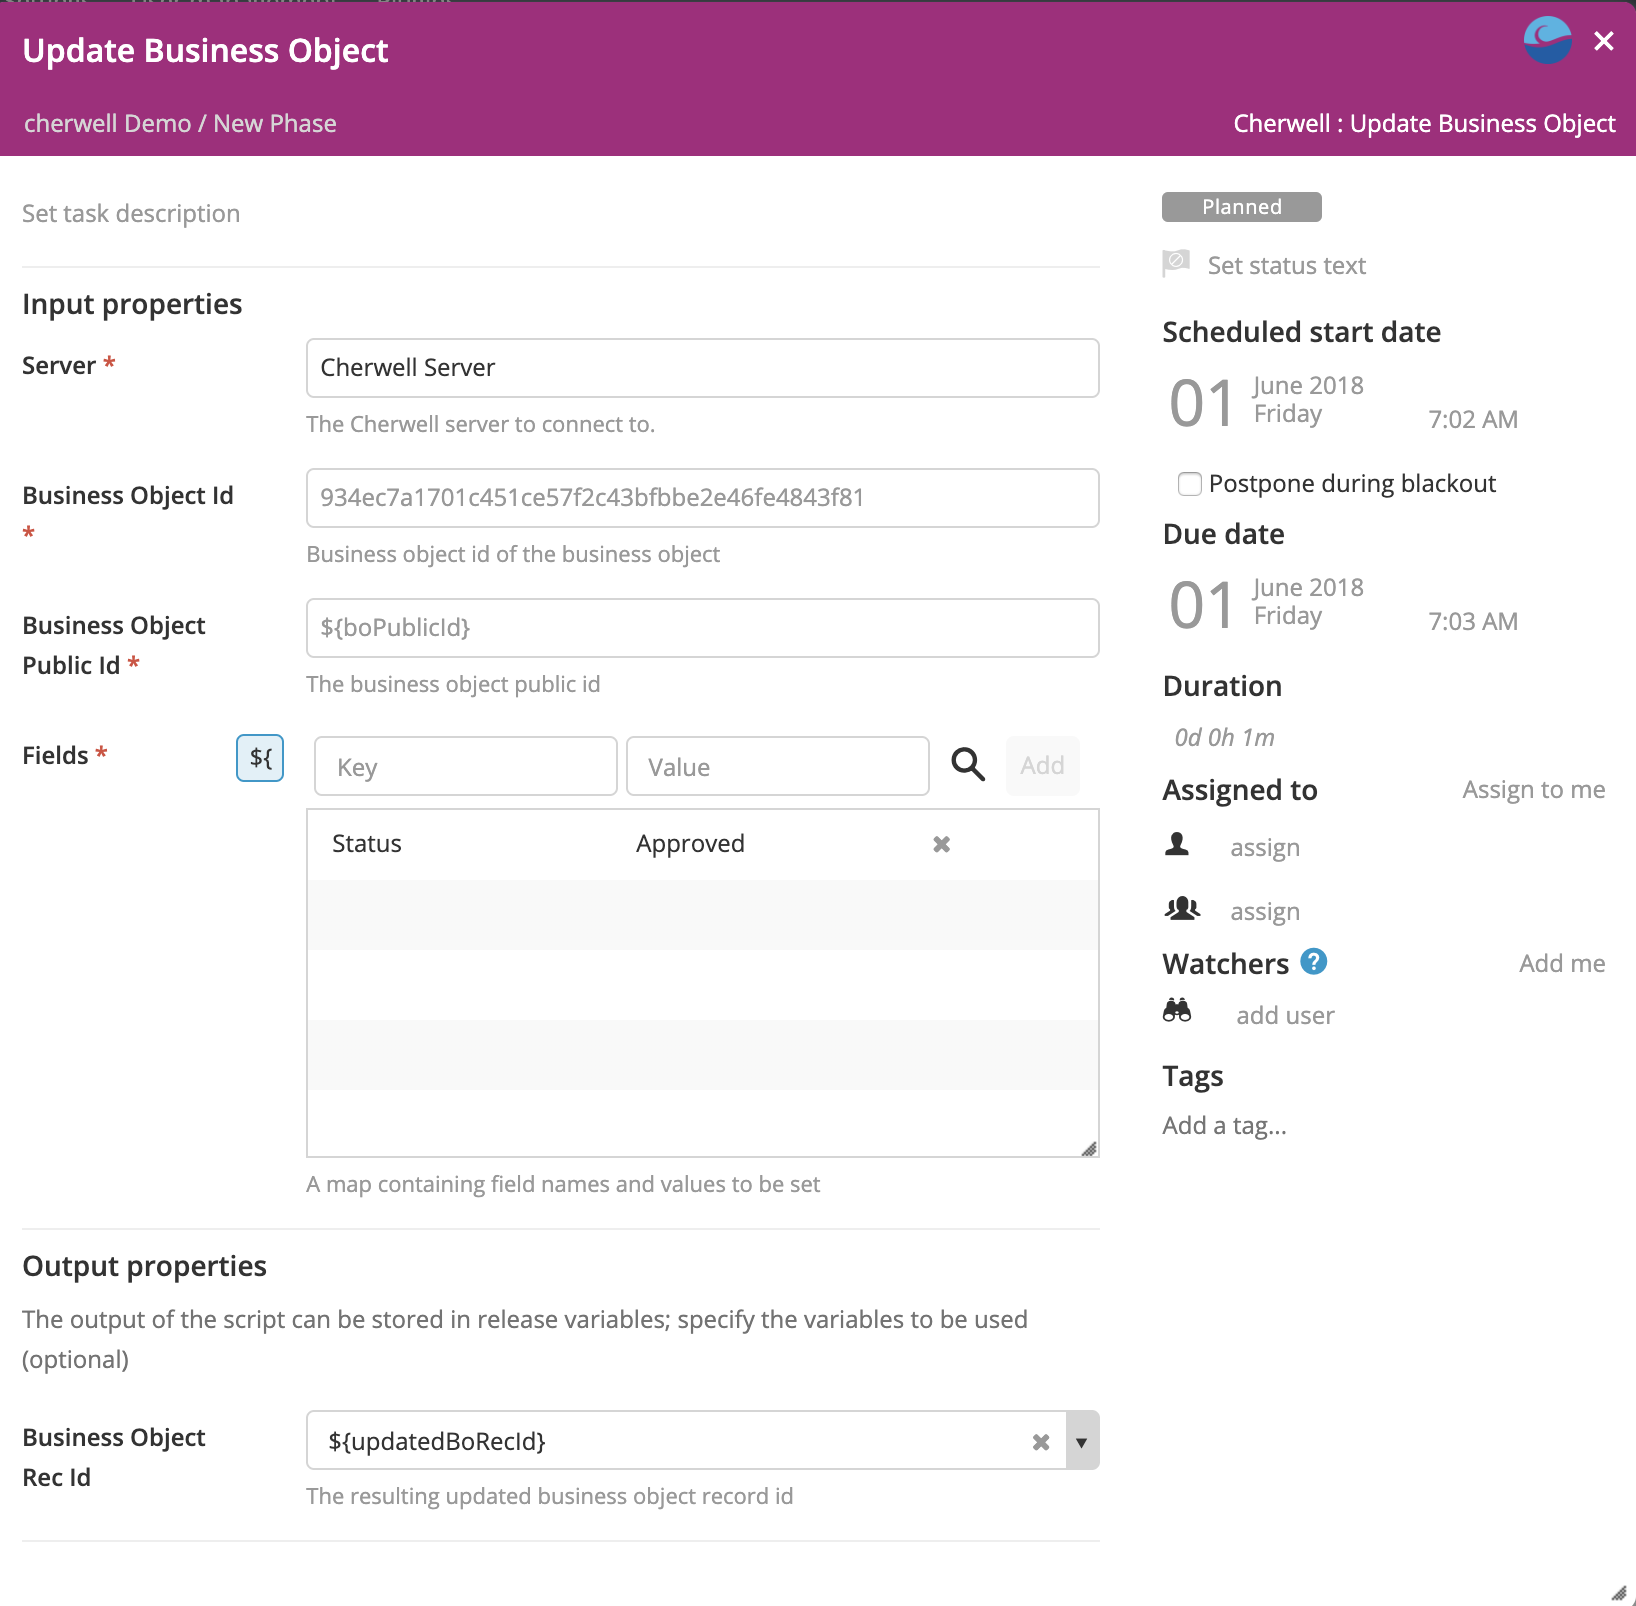 Update Business Object
cherwell Demo / New Phase
Cherwell : Update Business Object
Set task description
Input properties
Server *
Cherwell Server
The Cherwell server to connect to.
Business Object Id
*
934ec7a1701c451ce57f2c43bfbbe2e46fe4843f81
Business object id of the business object
Business Object
Public Id *
${boPublicId}
The business object public id
Fields *
${
Key
Value
Add
Status
Approved
A map containing field names and values to be set
Output properties
The output of the script can be stored in release variables; specify the variables to be used
(optional)
Business Object
Rec Id
${updatedBoRecId}
The resulting updated business object record id
Planned
Set status text
Scheduled start date
01
June 2018
Friday
7:02 AM
Postpone during blackout
Due date
01
June 2018
Friday
7:03 AM
Duration
0d 0h 1m
Assigned to
Assign to me
assign
assign
Watchers ?
Add me
add user
Tags
Add a tag...